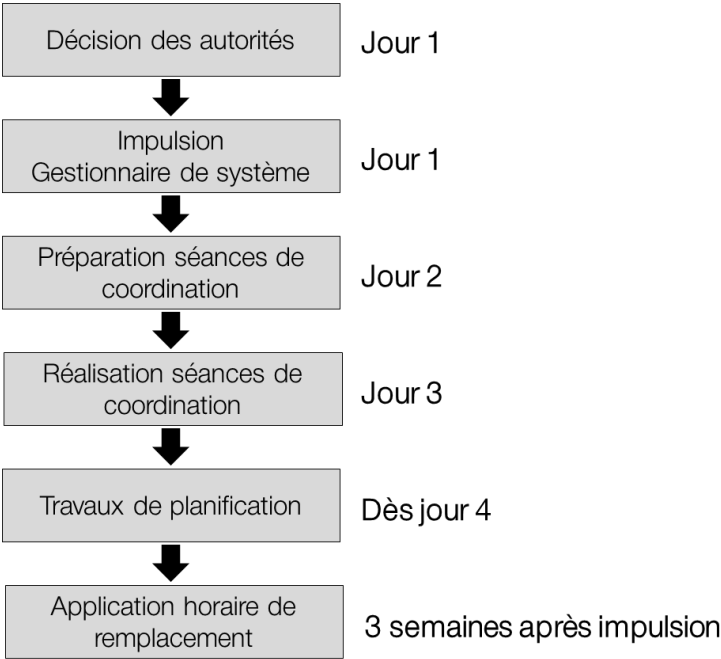 Décision des autorités
Jour 1
Impulsion
Gestionnaire de système
Jour 1
Préparation séances de
coordination
Jour 2
Réalisation séances de
coordination
Jour 3
Travaux de planification
Dès jour 4
Application horaire de
remplacement
3 semaines après impulsion